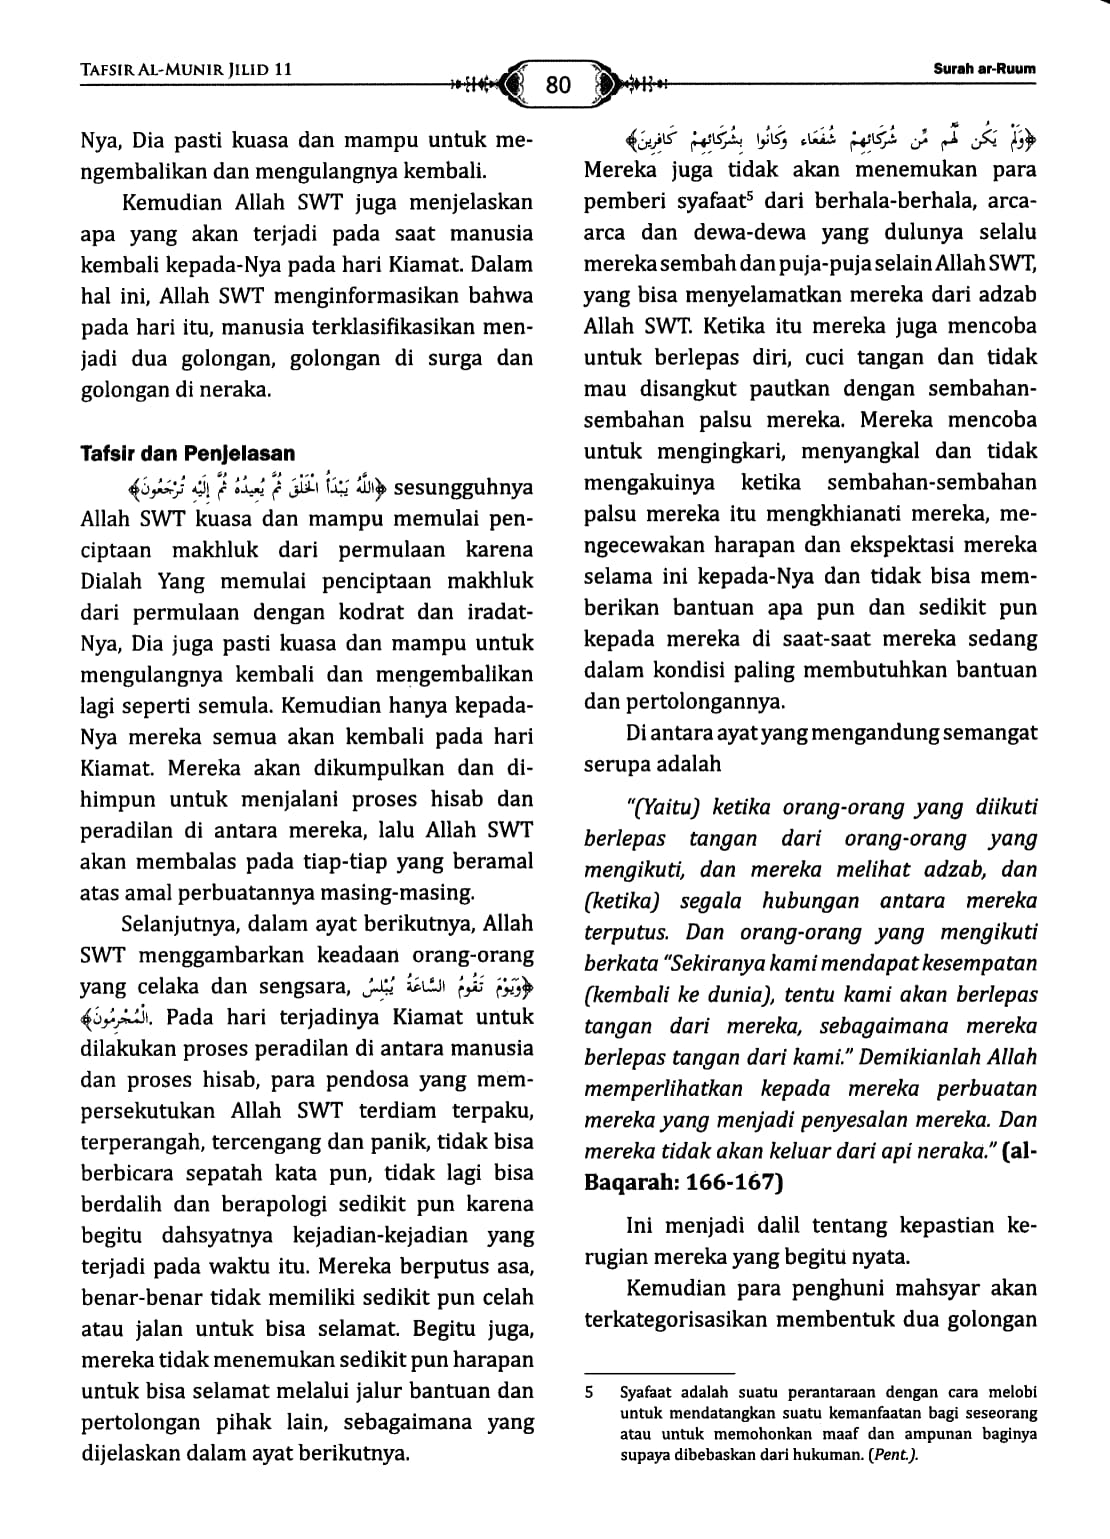 TAFSIR AL-MUNIR JILID 11
80
Surah ar-Ruum
Nya, Dia pasti kuasa dan mampu untuk me-
ngembalikan dan mengulangnya kembali.
Kemudian Allah SWT juga menjelaskan
apa yang akan terjadi pada saat manusia
kembali kepada-Nya pada hari Kiamat. Dalam
hal ini, Allah SWT menginformasikan bahwa
pada hari itu, manusia terklasifikasikan men-
jadi dua golongan, golongan di surga dan
golongan di neraka.
Tafsir dan Penjelasan
﴿اللَّهُ يَبْدَأُ الْخَلْقَ ثُمَّ يُعِيدُهُ ثُمَّ إِلَيْهِ تُرْجَعُونَ﴾ sesungguhnya
Allah SWT kuasa dan mampu memulai pen-
ciptaan makhluk dari permulaan karena
Dialah Yang memulai penciptaan makhluk
dari permulaan dengan kodrat dan iradat-
Nya, Dia juga pasti kuasa dan mampu untuk
mengulangnya kembali dan mengembalikan
lagi seperti semula. Kemudian hanya kepada-
Nya mereka semua akan kembali pada hari
Kiamat. Mereka akan dikumpulkan dan di-
himpun untuk menjalani proses hisab dan
peradilan di antara mereka, lalu Allah SWT
akan membalas pada tiap-tiap yang beramal
atas amal perbuatannya masing-masing.
Selanjutnya, dalam ayat berikutnya, Allah
SWT menggambarkan keadaan orang-orang
yang celaka dan sengsara, ﴿وَيَوْمَ تَقُومُ السَّاعَةُ يُبْلِسُ
الْمُجْرِمُونَ﴾. Pada hari terjadinya Kiamat untuk
dilakukan proses peradilan di antara manusia
dan proses hisab, para pendosa yang mem-
persekutukan Allah SWT terdiam terpaku,
terperangah, tercengang dan panik, tidak bisa
berbicara sepatah kata pun, tidak lagi bisa
berdalih dan berapologi sedikit pun karena
begitu dahsyatnya kejadian-kejadian yang
terjadi pada waktu itu. Mereka berputus asa,
benar-benar tidak memiliki sedikit pun celah
atau jalan untuk bisa selamat. Begitu juga,
mereka tidak menemukan sedikit pun harapan
untuk bisa selamat melalui jalur bantuan dan
pertolongan pihak lain, sebagaimana yang
dijelaskan dalam ayat berikutnya.
﴿وَلَمْ يَكُن لَّهُم مِّن شُرَكَائِهِمْ شُفَعَاء وَكَانُوا بِشُرَكَائِهِمْ كَافِرِينَ﴾
Mereka juga tidak akan menemukan para
pemberi syafaat⁵ dari berhala-berhala, arca-
arca dan dewa-dewa yang dulunya selalu
mereka sembah dan puja-puja selain Allah SWT,
yang bisa menyelamatkan mereka dari adzab
Allah SWT. Ketika itu mereka juga mencoba
untuk berlepas diri, cuci tangan dan tidak
mau disangkut pautkan dengan sembahan-
sembahan palsu mereka. Mereka mencoba
untuk mengingkari, menyangkal dan tidak
mengakuinya ketika sembahan-sembahan
palsu mereka itu mengkhianati mereka, me-
ngecewakan harapan dan ekspektasi mereka
selama ini kepada-Nya dan tidak bisa mem-
berikan bantuan apa pun dan sedikit pun
kepada mereka di saat-saat mereka sedang
dalam kondisi paling membutuhkan bantuan
dan pertolongannya.
Di antara ayat yang mengandung semangat
serupa adalah
"(Yaitu) ketika orang-orang yang diikuti
berlepas tangan dari orang-orang yang
mengikuti, dan mereka melihat adzab, dan
(ketika) segala hubungan antara mereka
terputus. Dan orang-orang yang mengikuti
berkata "Sekiranya kami mendapat kesempatan
(kembali ke dunia), tentu kami akan berlepas
tangan dari mereka, sebagaimana mereka
berlepas tangan dari kami." Demikianlah Allah
memperlihatkan kepada mereka perbuatan
mereka yang menjadi penyesalan mereka. Dan
mereka tidak akan keluar dari api neraka." (al-
Baqarah: 166-167)
Ini menjadi dalil tentang kepastian ke-
rugian mereka yang begitu nyata.
Kemudian para penghuni mahsyar akan
terkategorisasikan membentuk dua golongan
5 Syafaat adalah suatu perantaraan dengan cara melobi
untuk mendatangkan suatu kemanfaatan bagi seseorang
atau untuk memohonkan maaf dan ampunan baginya
supaya dibebaskan dari hukuman. (Pent.).